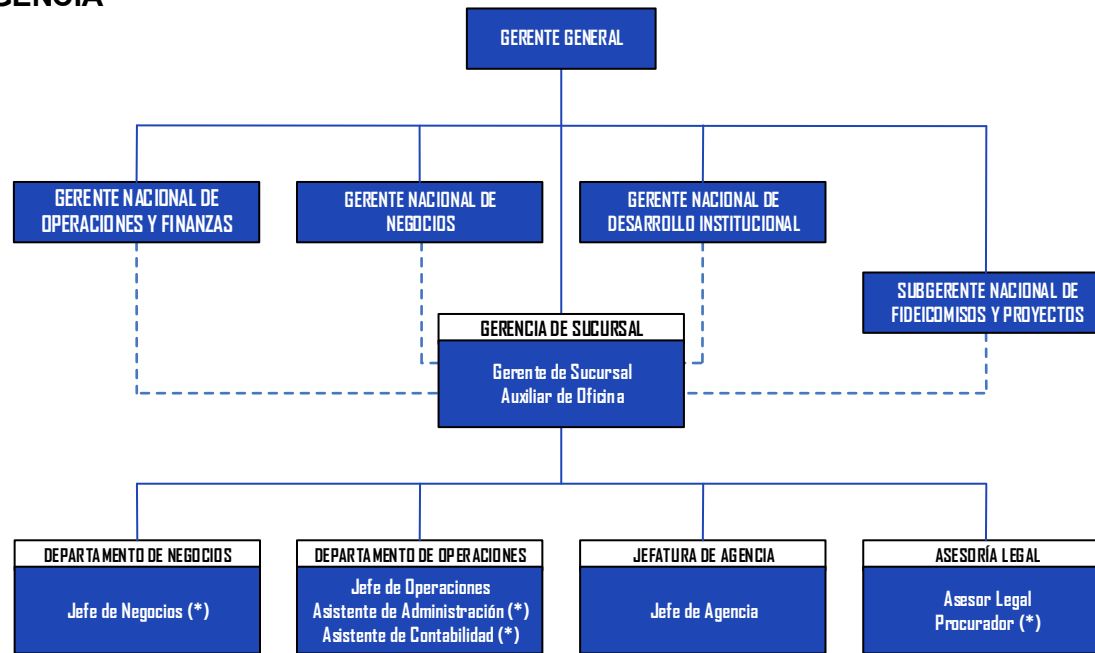 GERENTE GENERAL
GERENTE NACIONAL DE
OPERACIONES Y FINANZAS
GERENTE NACIONAL DE
NEGOCIOS
GERENTE NACIONAL DE
DESARROLLO INSTITUCIONAL
SUBGERENTE NACIONAL DE
FIDEICOMISOS Y PROYECTOS
GERENCIA DE SUCURSAL
Gerente de Sucursal
Auxiliar de Oficina
DEPARTAMENTO DE NEGOCIOS
Jefe de Negocios (*)
DEPARTAMENTO DE OPERACIONES
Jefe de Operaciones
Asistente de Administración (*)
Asistente de Contabilidad (*)
JEFATURA DE AGENCIA
Jefe de Agencia
ASESORÍA LEGAL
Asesor Legal
Procurador (*)